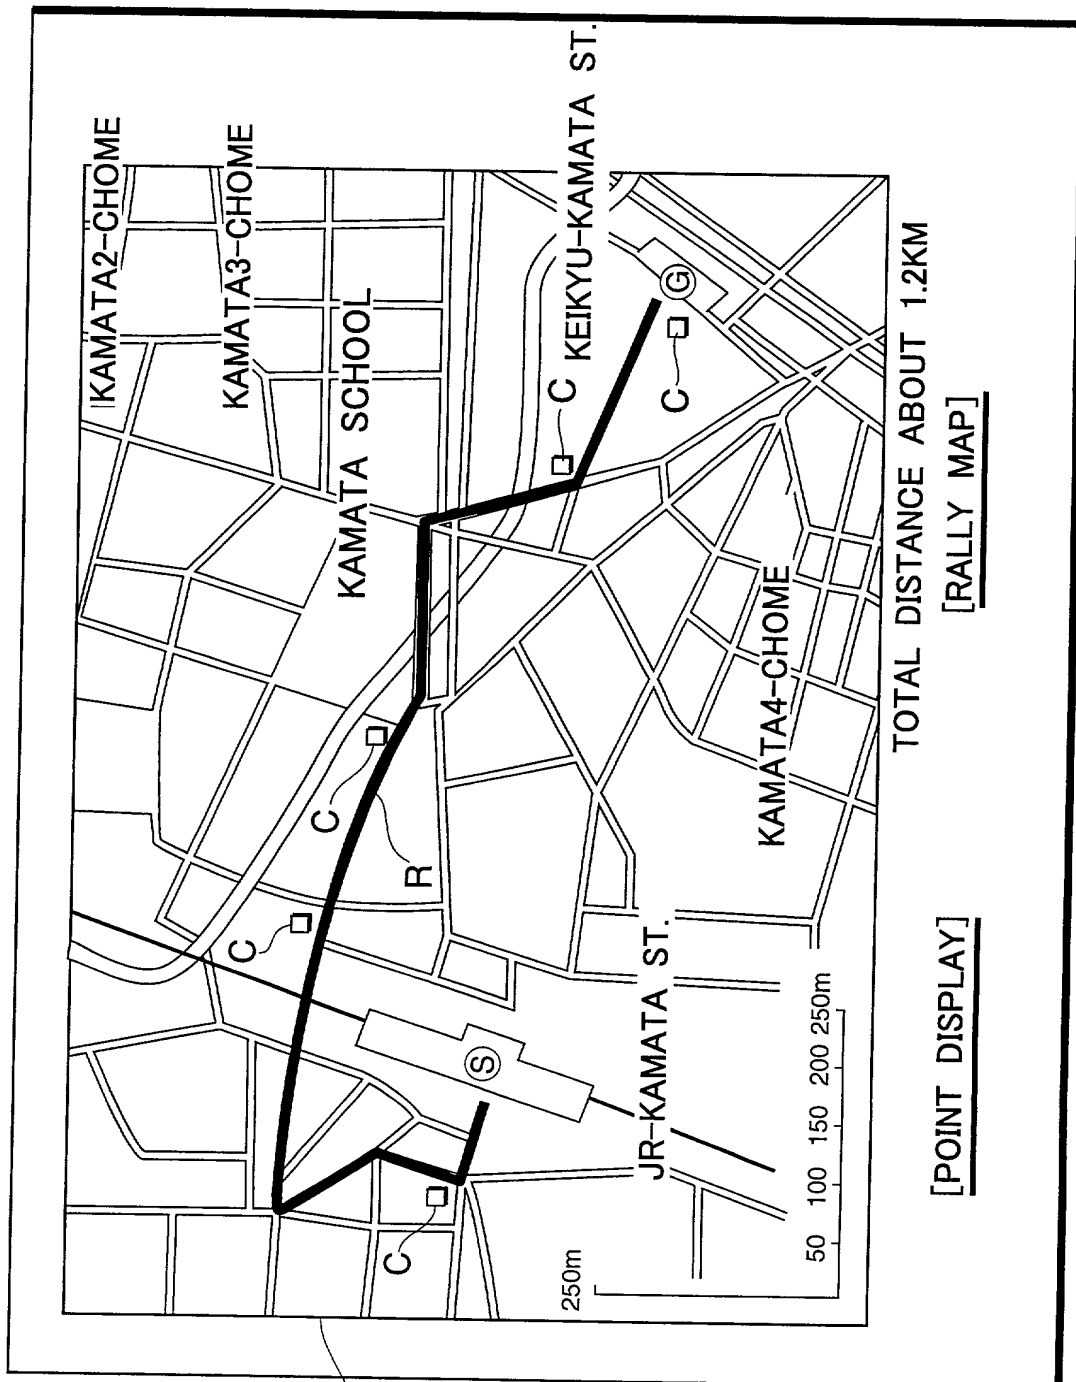 KAMATA2-CHOME
KAMATA3-CHOME
KAMATA SCHOOL
KEIKYU-KAMATA ST.
C
G
C
C
R
C
KAMATA4-CHOME
S
C
JR-KAMATA ST.
250m
50 100 150 200 250m
TOTAL DISTANCE ABOUT 1.2KM
[POINT DISPLAY] [RALLY MAP]